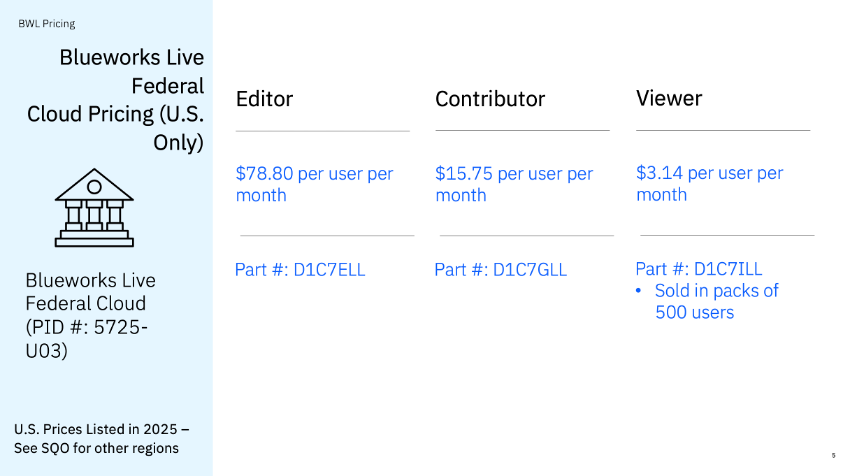 BWL Pricing
Blueworks Live
Federal
Cloud Pricing (U.S.
Only)
Blueworks Live
Federal Cloud
(PID #: 5725-
U03)
U.S. Prices Listed in 2025 –
See SQO for other regions
Editor
$78.80 per user per
month
Part #: D1C7ELL
Contributor
$15.75 per user per
month
Part #: D1C7GLL
Viewer
$3.14 per user per
month
Part #: D1C7ILL
• Sold in packs of
500 users
5